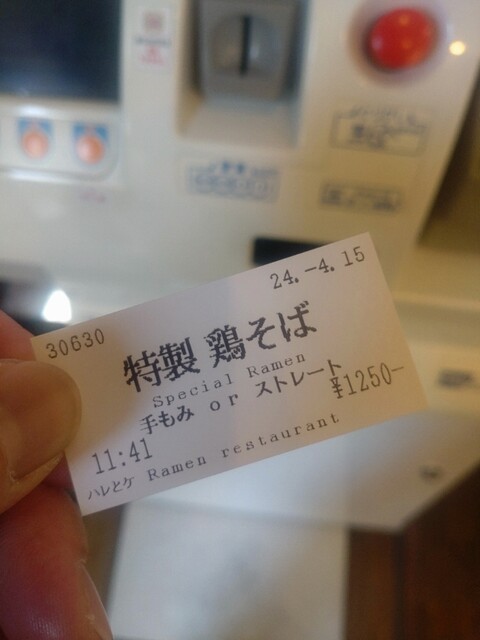 24.-4.15
30630
特製 鶏そば
Special Ramen
手もみ or ストレート
¥1250-
11:41
ハレとケ Ramen restaurant